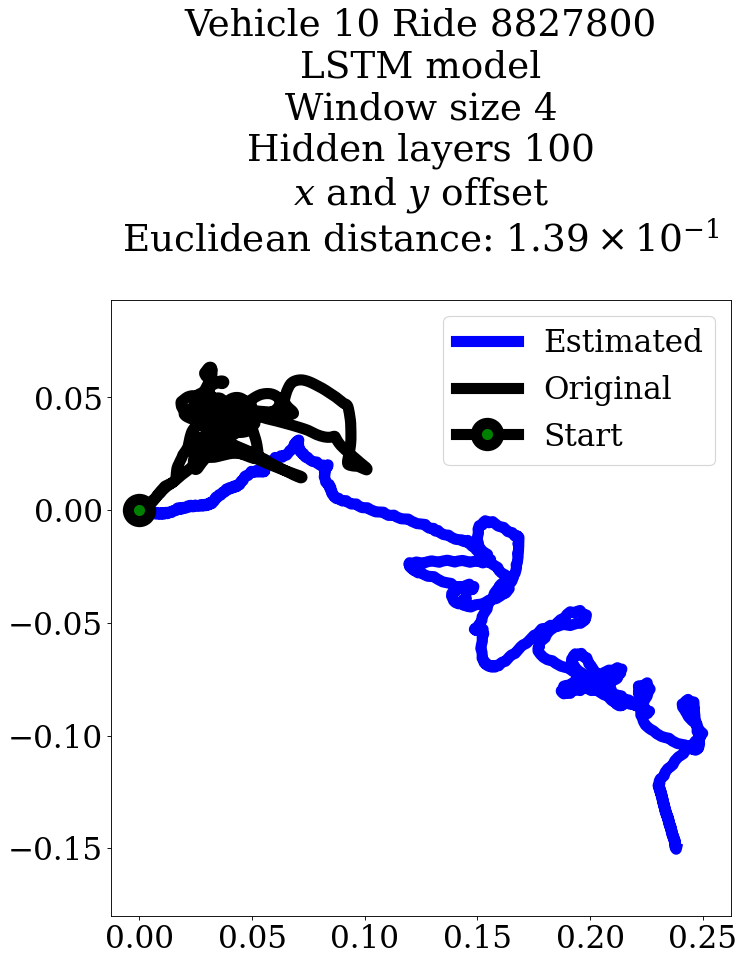 Vehicle 10 Ride 8827800
LSTM model
Window size 4
Hidden layers 100
x and y offset
Euclidean distance: 1.39 × 10⁻¹
Estimated
Original
Start
0.05
0.00
−0.05
−0.10
−0.15
0.00 0.05 0.10 0.15 0.20 0.25